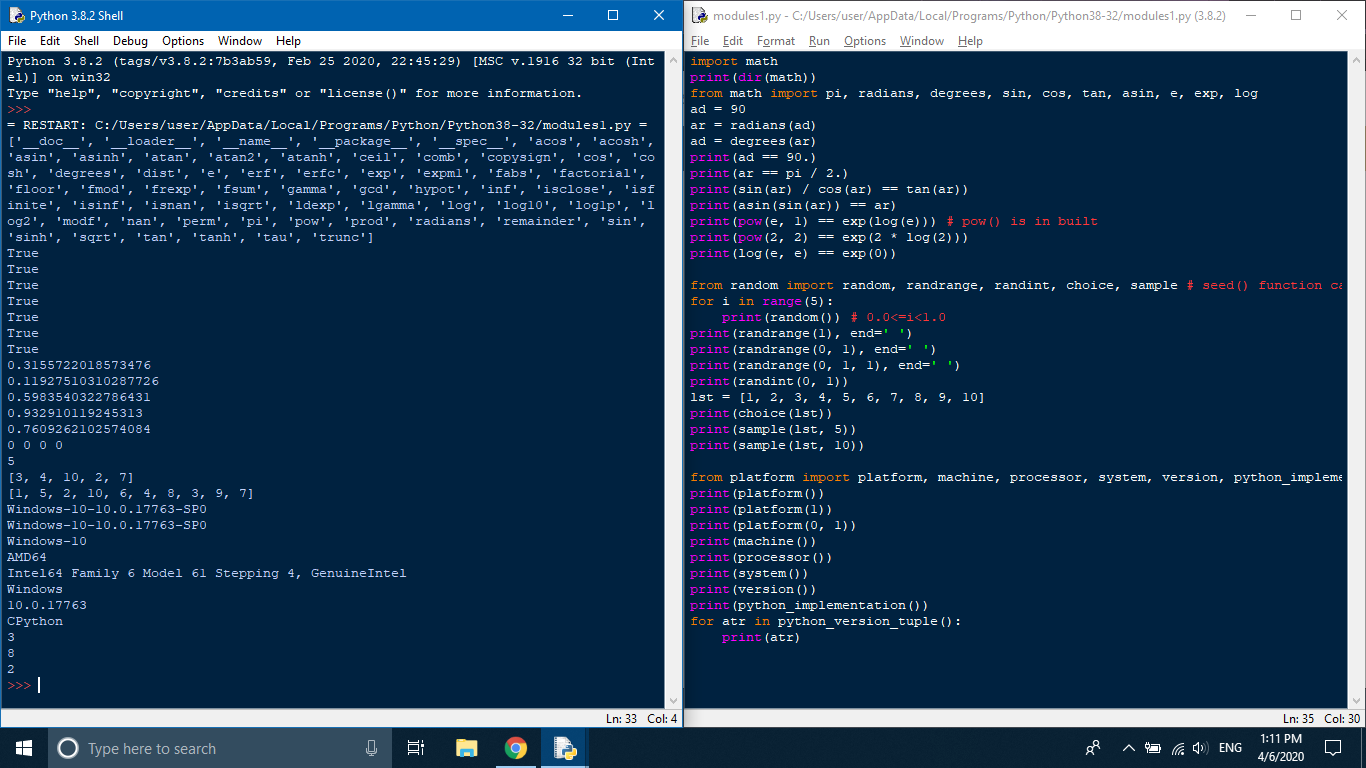 Python 3.8.2 Shell
File Edit Shell Debug Options Window Help
Python 3.8.2 (tags/v3.8.2:7b3ab59, Feb 25 2020, 22:45:29) [MSC v.1916 32 bit (Int
el)] on win32
Type "help", "copyright", "credits" or "license()" for more information.
>>>
= RESTART: C:/Users/user/AppData/Local/Programs/Python/Python38-32/modules1.py =
['__doc__', '__loader__', '__name__', '__package__', '__spec__', 'acos', 'acosh',
'asin', 'asinh', 'atan', 'atan2', 'atanh', 'ceil', 'comb', 'copysign', 'cos', 'co
sh', 'degrees', 'dist', 'e', 'erf', 'erfc', 'exp', 'expm1', 'fabs', 'factorial',
'floor', 'fmod', 'frexp', 'fsum', 'gamma', 'gcd', 'hypot', 'inf', 'isclose', 'isf
inite', 'isinf', 'isnan', 'isqrt', 'ldexp', 'lgamma', 'log', 'log10', 'log1p', 'l
og2', 'modf', 'nan', 'perm', 'pi', 'pow', 'prod', 'radians', 'remainder', 'sin',
'sinh', 'sqrt', 'tan', 'tanh', 'tau', 'trunc']
True
True
True
True
True
True
True
0.3155722018573476
0.11927510310287726
0.5983540322786431
0.932910119245313
0.7609262102574084
0 0 0 0
5
[3, 4, 10, 2, 7]
[1, 5, 2, 10, 6, 4, 8, 3, 9, 7]
Windows-10-10.0.17763-SP0
Windows-10-10.0.17763-SP0
Windows-10
AMD64
Intel64 Family 6 Model 61 Stepping 4, GenuineIntel
Windows
10.0.17763
CPython
3
8
2
>>>
Ln: 33 Col: 4
modules1.py - C:/Users/user/AppData/Local/Programs/Python/Python38-32/modules1.py (3.8.2)
File Edit Format Run Options Window Help
import math
print(dir(math))
from math import pi, radians, degrees, sin, cos, tan, asin, e, exp, log
ad = 90
ar = radians(ad)
ad = degrees(ar)
print(ad == 90.)
print(ar == pi / 2.)
print(sin(ar) / cos(ar) == tan(ar))
print(asin(sin(ar)) == ar)
print(pow(e, 1) == exp(log(e))) # pow() is in built
print(pow(2, 2) == exp(2 * log(2)))
print(log(e, e) == exp(0))
from random import random, randrange, randint, choice, sample # seed() function ca
for i in range(5):
    print(random()) # 0.0<=i<1.0
print(randrange(1), end=' ')
print(randrange(0, 1), end=' ')
print(randrange(0, 1, 1), end=' ')
print(randint(0, 1))
lst = [1, 2, 3, 4, 5, 6, 7, 8, 9, 10]
print(choice(lst))
print(sample(lst, 5))
print(sample(lst, 10))
from platform import platform, machine, processor, system, version, python_impleme
print(platform())
print(platform(1))
print(platform(0, 1))
print(machine())
print(processor())
print(system())
print(version())
print(python_implementation())
for atr in python_version_tuple():
    print(atr)
Ln: 35 Col: 30
Type here to search
ENG
1:11 PM
4/6/2020